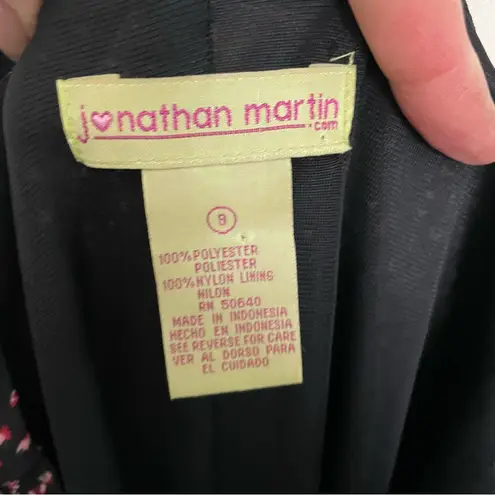 j♥nathan martin
.com
8
100% POLYESTER
POLIESTER
100% NYLON LINING
NILON
RN 50640
MADE IN INDONESIA
HECHO EN INDONESIA
SEE REVERSE FOR CARE
VER AL DORSO PARA
EL CUIDADO